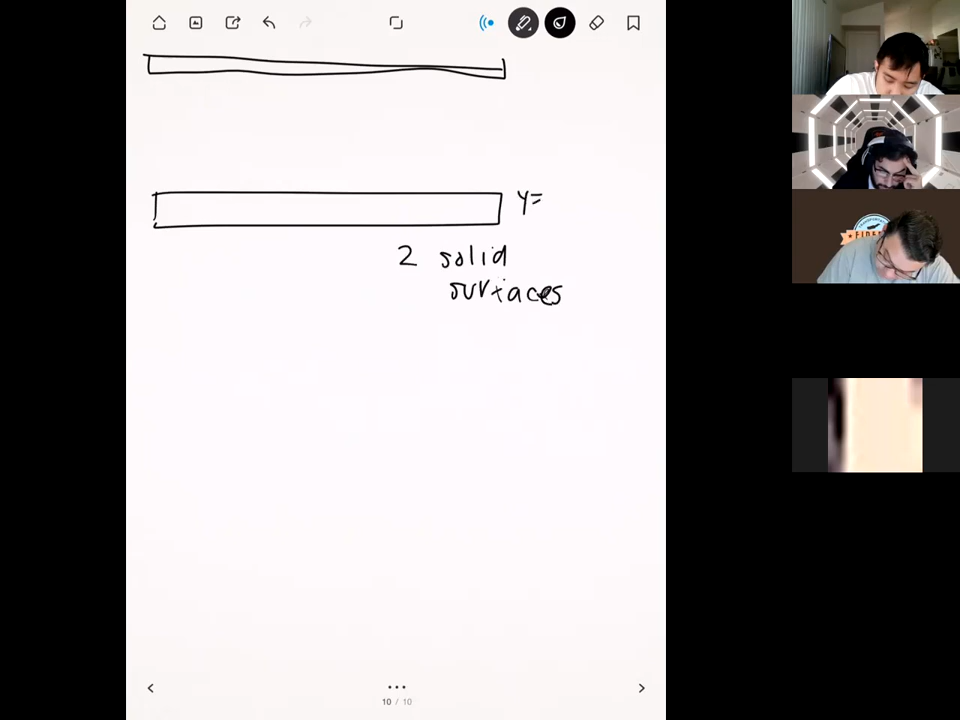 y=
2 solid
surfaces
10 / 10